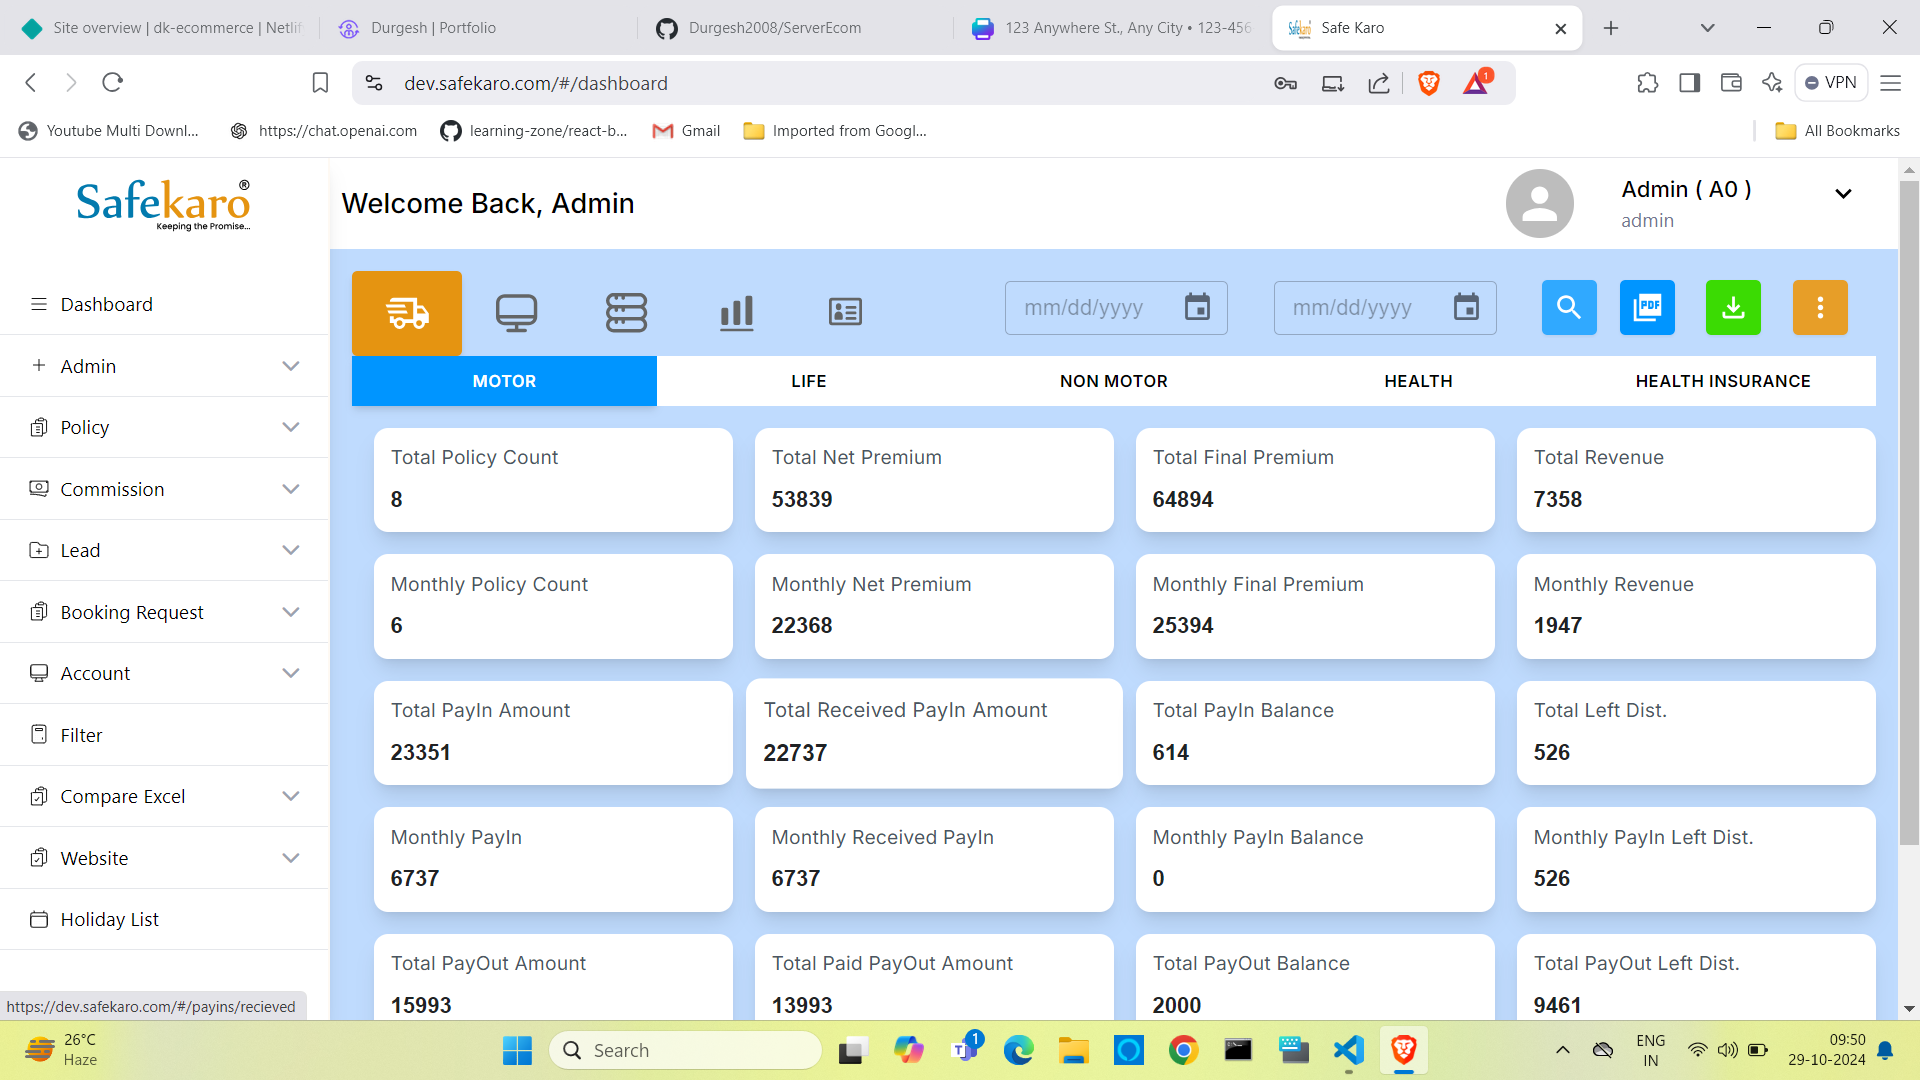 Site overview | dk-ecommerce | Netlif
Durgesh | Portfolio
Durgesh2008/ServerEcom
123 Anywhere St., Any City • 123-456
Safe Karo
dev.safekaro.com/#/dashboard
1
VPN
Youtube Multi Downl...
https://chat.openai.com
learning-zone/react-b...
Gmail
Imported from Googl...
All Bookmarks
Safekaro®
Keeping the Promise...
Welcome Back, Admin
Admin ( A0 )
admin
Dashboard
Admin
Policy
Commission
Lead
Booking Request
Account
Filter
Compare Excel
Website
Holiday List
mm/dd/yyyy
mm/dd/yyyy
PDF
MOTOR
LIFE
NON MOTOR
HEALTH
HEALTH INSURANCE
Total Policy Count
8
Total Net Premium
53839
Total Final Premium
64894
Total Revenue
7358
Monthly Policy Count
6
Monthly Net Premium
22368
Monthly Final Premium
25394
Monthly Revenue
1947
Total PayIn Amount
23351
Total Received PayIn Amount
22737
Total PayIn Balance
614
Total Left Dist.
526
Monthly PayIn
6737
Monthly Received PayIn
6737
Monthly PayIn Balance
0
Monthly PayIn Left Dist.
526
Total PayOut Amount
15993
Total Paid PayOut Amount
13993
Total PayOut Balance
2000
Total PayOut Left Dist.
9461
https://dev.safekaro.com/#/payins/recieved
26°C
Haze
Search
1
ENG
IN
09:50
29-10-2024